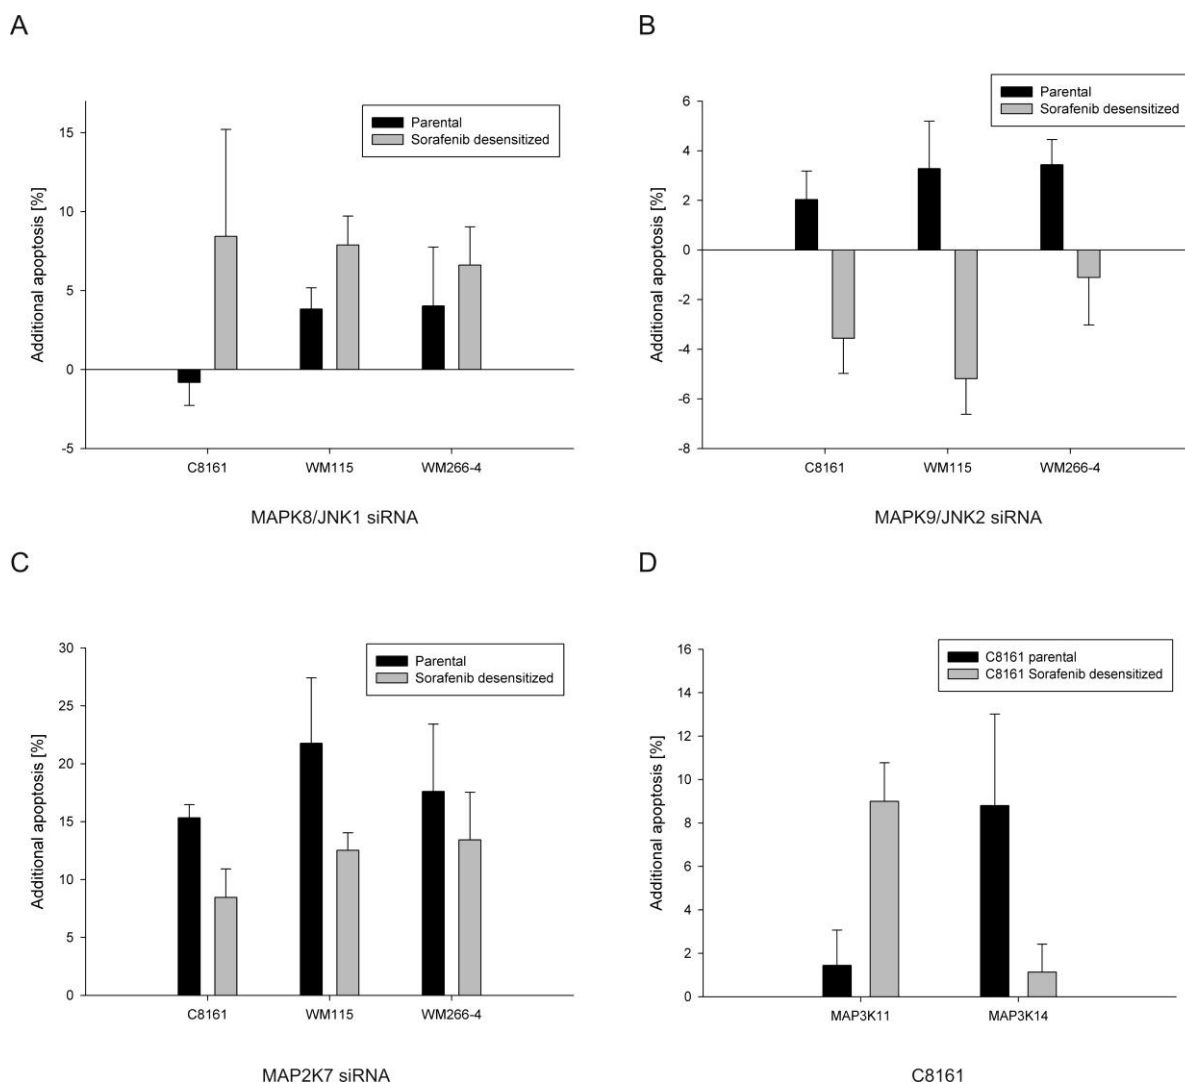 A
Parental
Sorafenib desensitized
Additional apoptosis [%]
15
10
5
0
-5
C8161 WM115 WM266-4
MAPK8/JNK1 siRNA
B
Parental
Sorafenib desensitized
Additional apoptosis [%]
6
4
2
0
-2
-4
-6
-8
C8161 WM115 WM266-4
MAPK9/JNK2 siRNA
C
Parental
Sorafenib desensitized
Additional apoptosis [%]
30
25
20
15
10
5
0
C8161 WM115 WM266-4
MAP2K7 siRNA
D
C8161 parental
C8161 Sorafenib desensitized
Additional apoptosis [%]
16
14
12
10
8
6
4
2
0
MAP3K11 MAP3K14
C8161